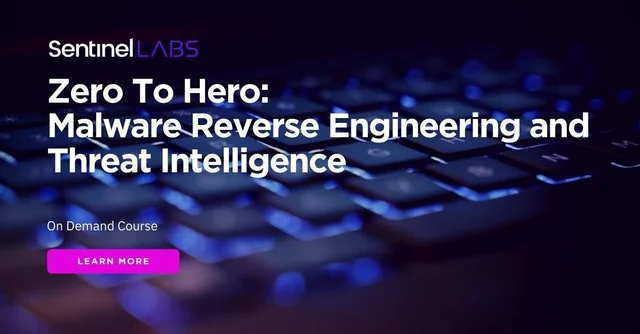 SentinelLABS
Zero To Hero:
Malware Reverse Engineering and
Threat Intelligence
On Demand Course
LEARN MORE